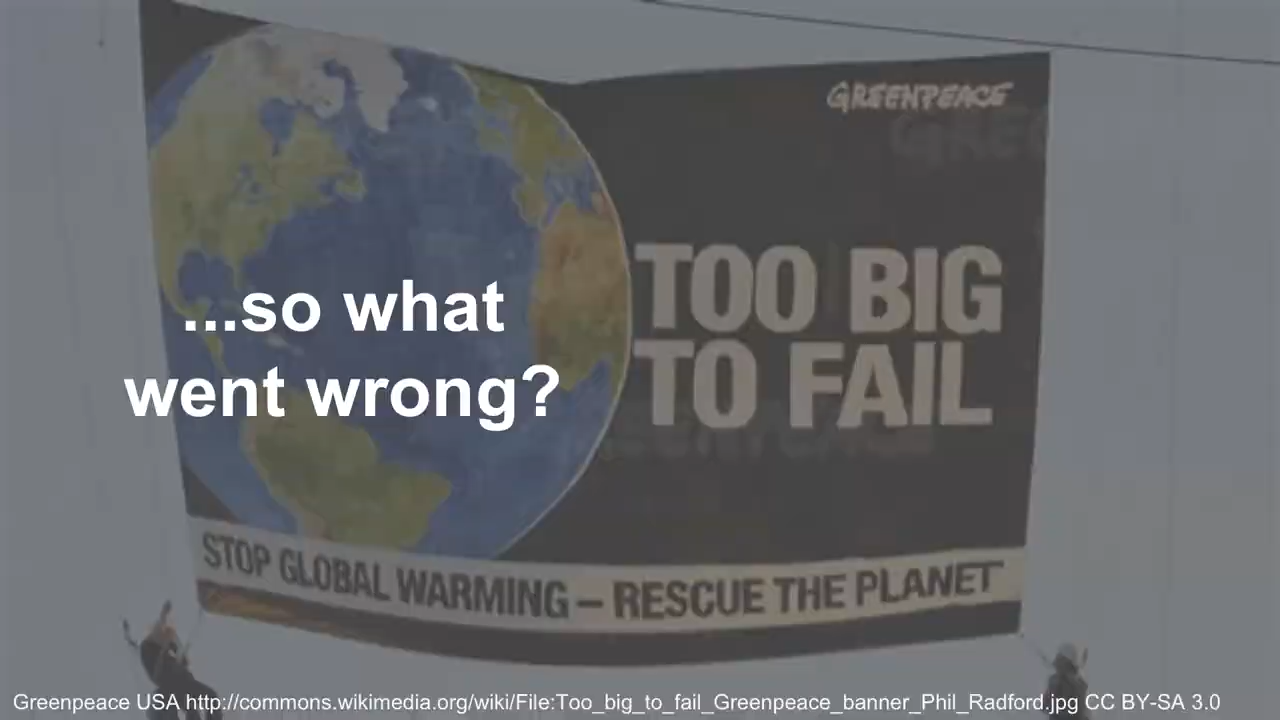 GREENPEACE
TOO BIG
TO FAIL
...so what
went wrong?
STOP GLOBAL WARMING – RESCUE THE PLANET
Greenpeace USA http://commons.wikimedia.org/wiki/File:Too_big_to_fail_Greenpeace_banner_Phil_Radford.jpg CC BY-SA 3.0